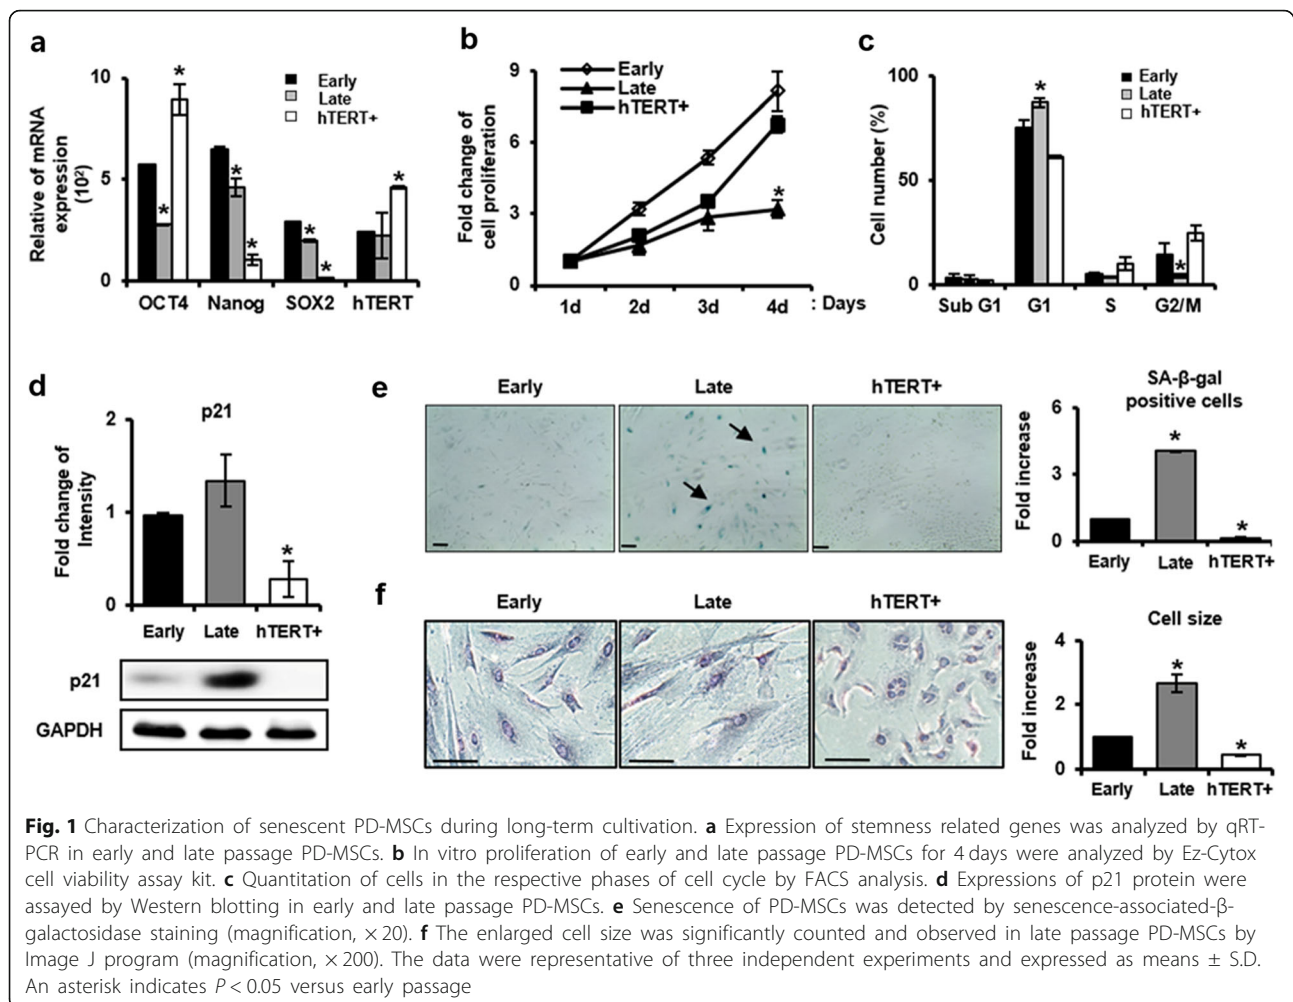 a
Relative of mRNA
expression
(10²)
10
5
0
Early
Late
hTERT+
*
*
*
*
*
*
*
OCT4 Nanog SOX2 hTERT
b
Fold change of
cell proliferation
9
6
3
0
Early
Late
hTERT+
*
1d 2d 3d 4d : Days
c
Cell number (%)
100
50
0
Early
Late
hTERT+
*
*
Sub G1 G1 S G2/M
d
p21
Fold change of
Intensity
2
1
0
*
Early Late hTERT+
p21
GAPDH
e
Early Late hTERT+
SA-β-gal
positive cells
Fold increase
6
4
2
0
*
*
Early Late hTERT+
f
Early Late hTERT+
Cell size
Fold increase
4
2
0
*
*
Early Late hTERT+
Fig. 1 Characterization of senescent PD-MSCs during long-term cultivation. a Expression of stemness related genes was analyzed by qRT-
PCR in early and late passage PD-MSCs. b In vitro proliferation of early and late passage PD-MSCs for 4 days were analyzed by Ez-Cytox
cell viability assay kit. c Quantitation of cells in the respective phases of cell cycle by FACS analysis. d Expressions of p21 protein were
assayed by Western blotting in early and late passage PD-MSCs. e Senescence of PD-MSCs was detected by senescence-associated-β-
galactosidase staining (magnification, × 20). f The enlarged cell size was significantly counted and observed in late passage PD-MSCs by
Image J program (magnification, × 200). The data were representative of three independent experiments and expressed as means ± S.D.
An asterisk indicates P < 0.05 versus early passage